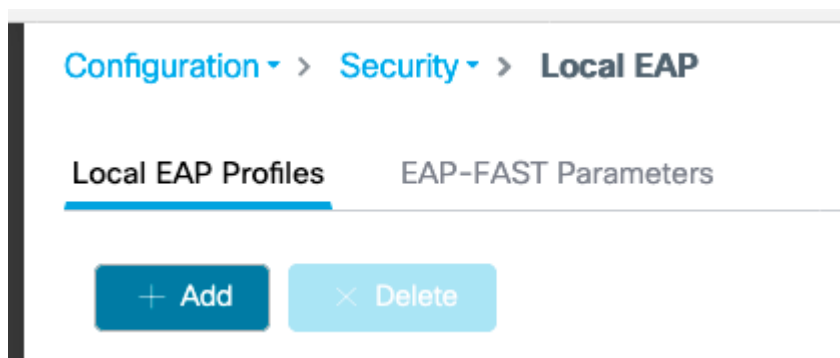 Configuration > Security > Local EAP
Local EAP Profiles EAP-FAST Parameters
+ Add × Delete